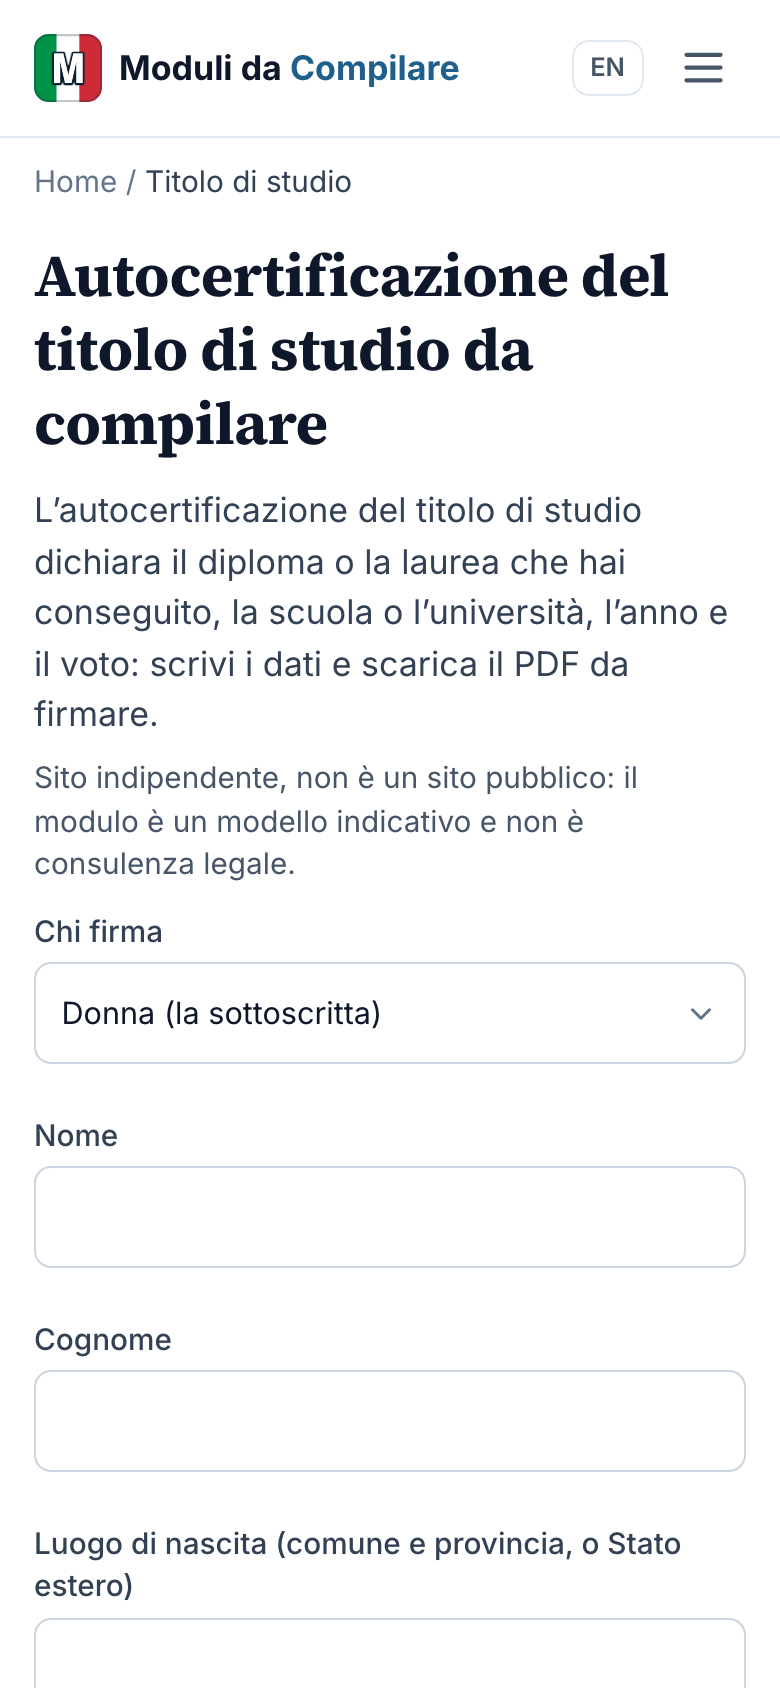 M
Moduli da Compilare
EN
Home / Titolo di studio
Autocertificazione del
titolo di studio da
compilare
L’autocertificazione del titolo di studio
dichiara il diploma o la laurea che hai
conseguito, la scuola o l’università, l’anno e
il voto: scrivi i dati e scarica il PDF da
firmare.
Sito indipendente, non è un sito pubblico: il
modulo è un modello indicativo e non è
consulenza legale.
Chi firma
Donna (la sottoscritta)
Nome
Cognome
Luogo di nascita (comune e provincia, o Stato
estero)